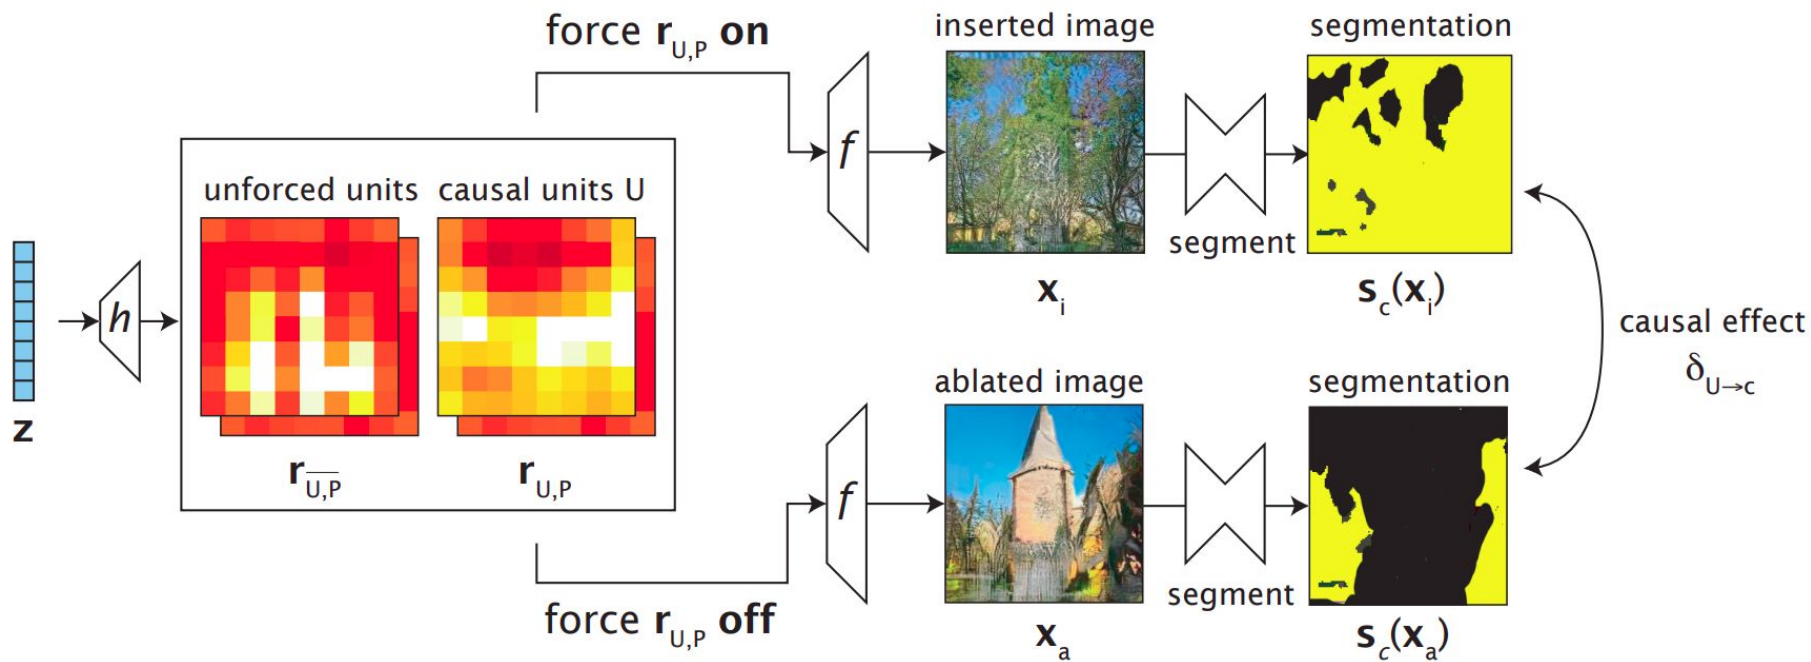 force r_U,P on
inserted image
segmentation
f
unforced units
causal units U
segment
x_i
s_c(x_i)
h
causal effect
δ_U→c
z
r_U,P̅
r_U,P
ablated image
segmentation
f
segment
force r_U,P off
x_a
s_c(x_a)